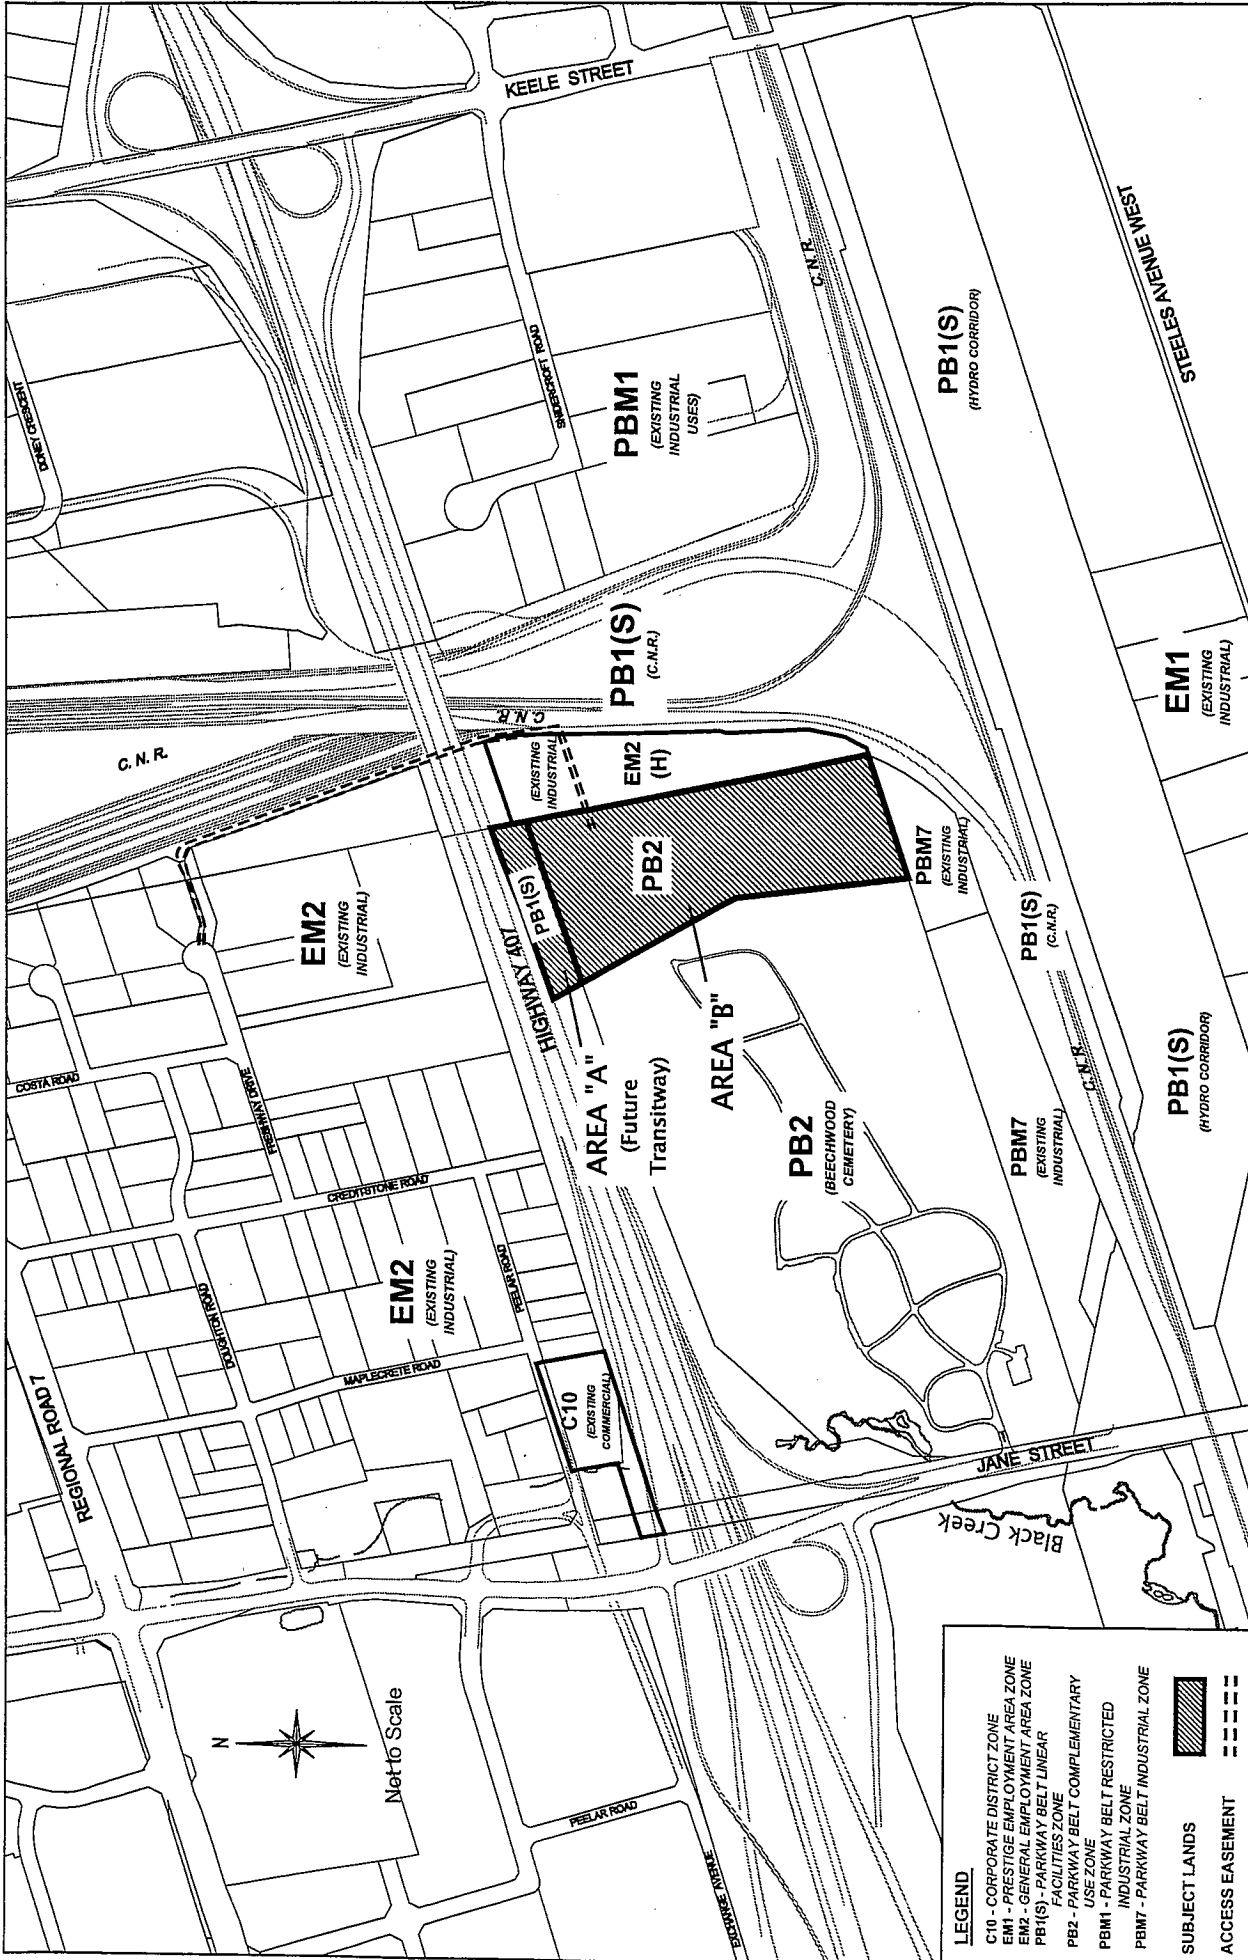 REGIONAL ROAD 7
COSTA ROAD
C. N. R.
DONEY CRESCENT
KEELE STREET
DOUGHTON ROAD
FRESHWAY DRIVE
EM2
(EXISTING
INDUSTRIAL)
MAPLECRETE ROAD
CREDITSTONE ROAD
EM2
(EXISTING
INDUSTRIAL)
PEELAR ROAD
HIGHWAY 407
C. N. R.
SNIDERCROFT ROAD
N
Not to Scale
C10
(EXISTING
COMMERCIAL)
PB1(S)
(EXISTING
INDUSTRIAL)
EM2
(H)
PB1(S)
(C.N.R.)
PBM1
(EXISTING
INDUSTRIAL
USES)
C. N. R.
PEELAR ROAD
EXCHANGE AVENUE
AREA "A"
(Future
Transitway)
AREA "B"
PB2
PB2
(BEECHWOOD
CEEMETERY)
PBM7
(EXISTING
INDUSTRIAL)
PB1(S)
(HYDRO CORRIDOR)
STEELES AVENUE WEST
JANE STREET
Black Creek
PBM7
(EXISTING
INDUSTRIAL)
PB1(S)
(C.N.R.)
C. N. R.
PB1(S)
(HYDRO CORRIDOR)
EM1
(EXISTING
INDUSTRIAL)
LEGEND
C10 - CORPORATE DISTRICT ZONE
EM1 - PRESTIGE EMPLOYMENT AREA ZONE
EM2 - GENERAL EMPLOYMENT AREA ZONE
PB1(S) - PARKWAY BELT LINEAR
FACILITIES ZONE
PB2 - PARKWAY BELT COMPLEMENTARY
USE ZONE
PBM1 - PARKWAY BELT RESTRICTED
INDUSTRIAL ZONE
PBM7 - PARKWAY BELT INDUSTRIAL ZONE
SUBJECT LANDS
ACCESS EASEMENT